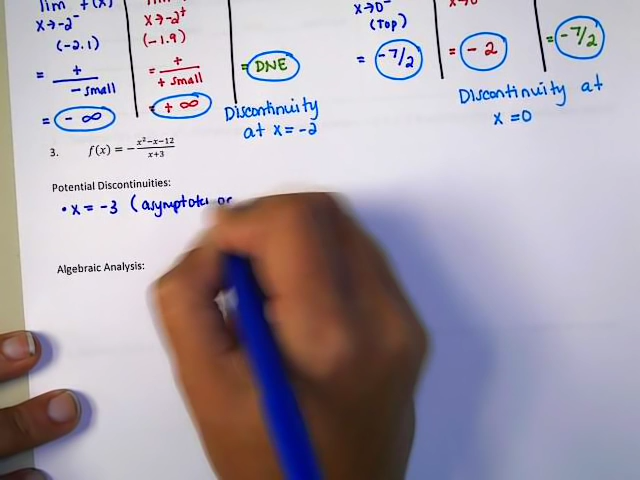 lim f(x)
x→-2⁻
(-2.1)
= +
- small
= - ∞
x→-2⁺
(-1.9)
= +
+ small
= + ∞
= DNE
Discontinuity
at x = -2
x→0⁻
(Top)
= -7/2
x→0
= -2
= -7/2
Discontinuity at
x = 0
3. f(x) = - x²-x-12 / x+3
Potential Discontinuities:
• x = -3 (asymptote or
Algebraic Analysis: